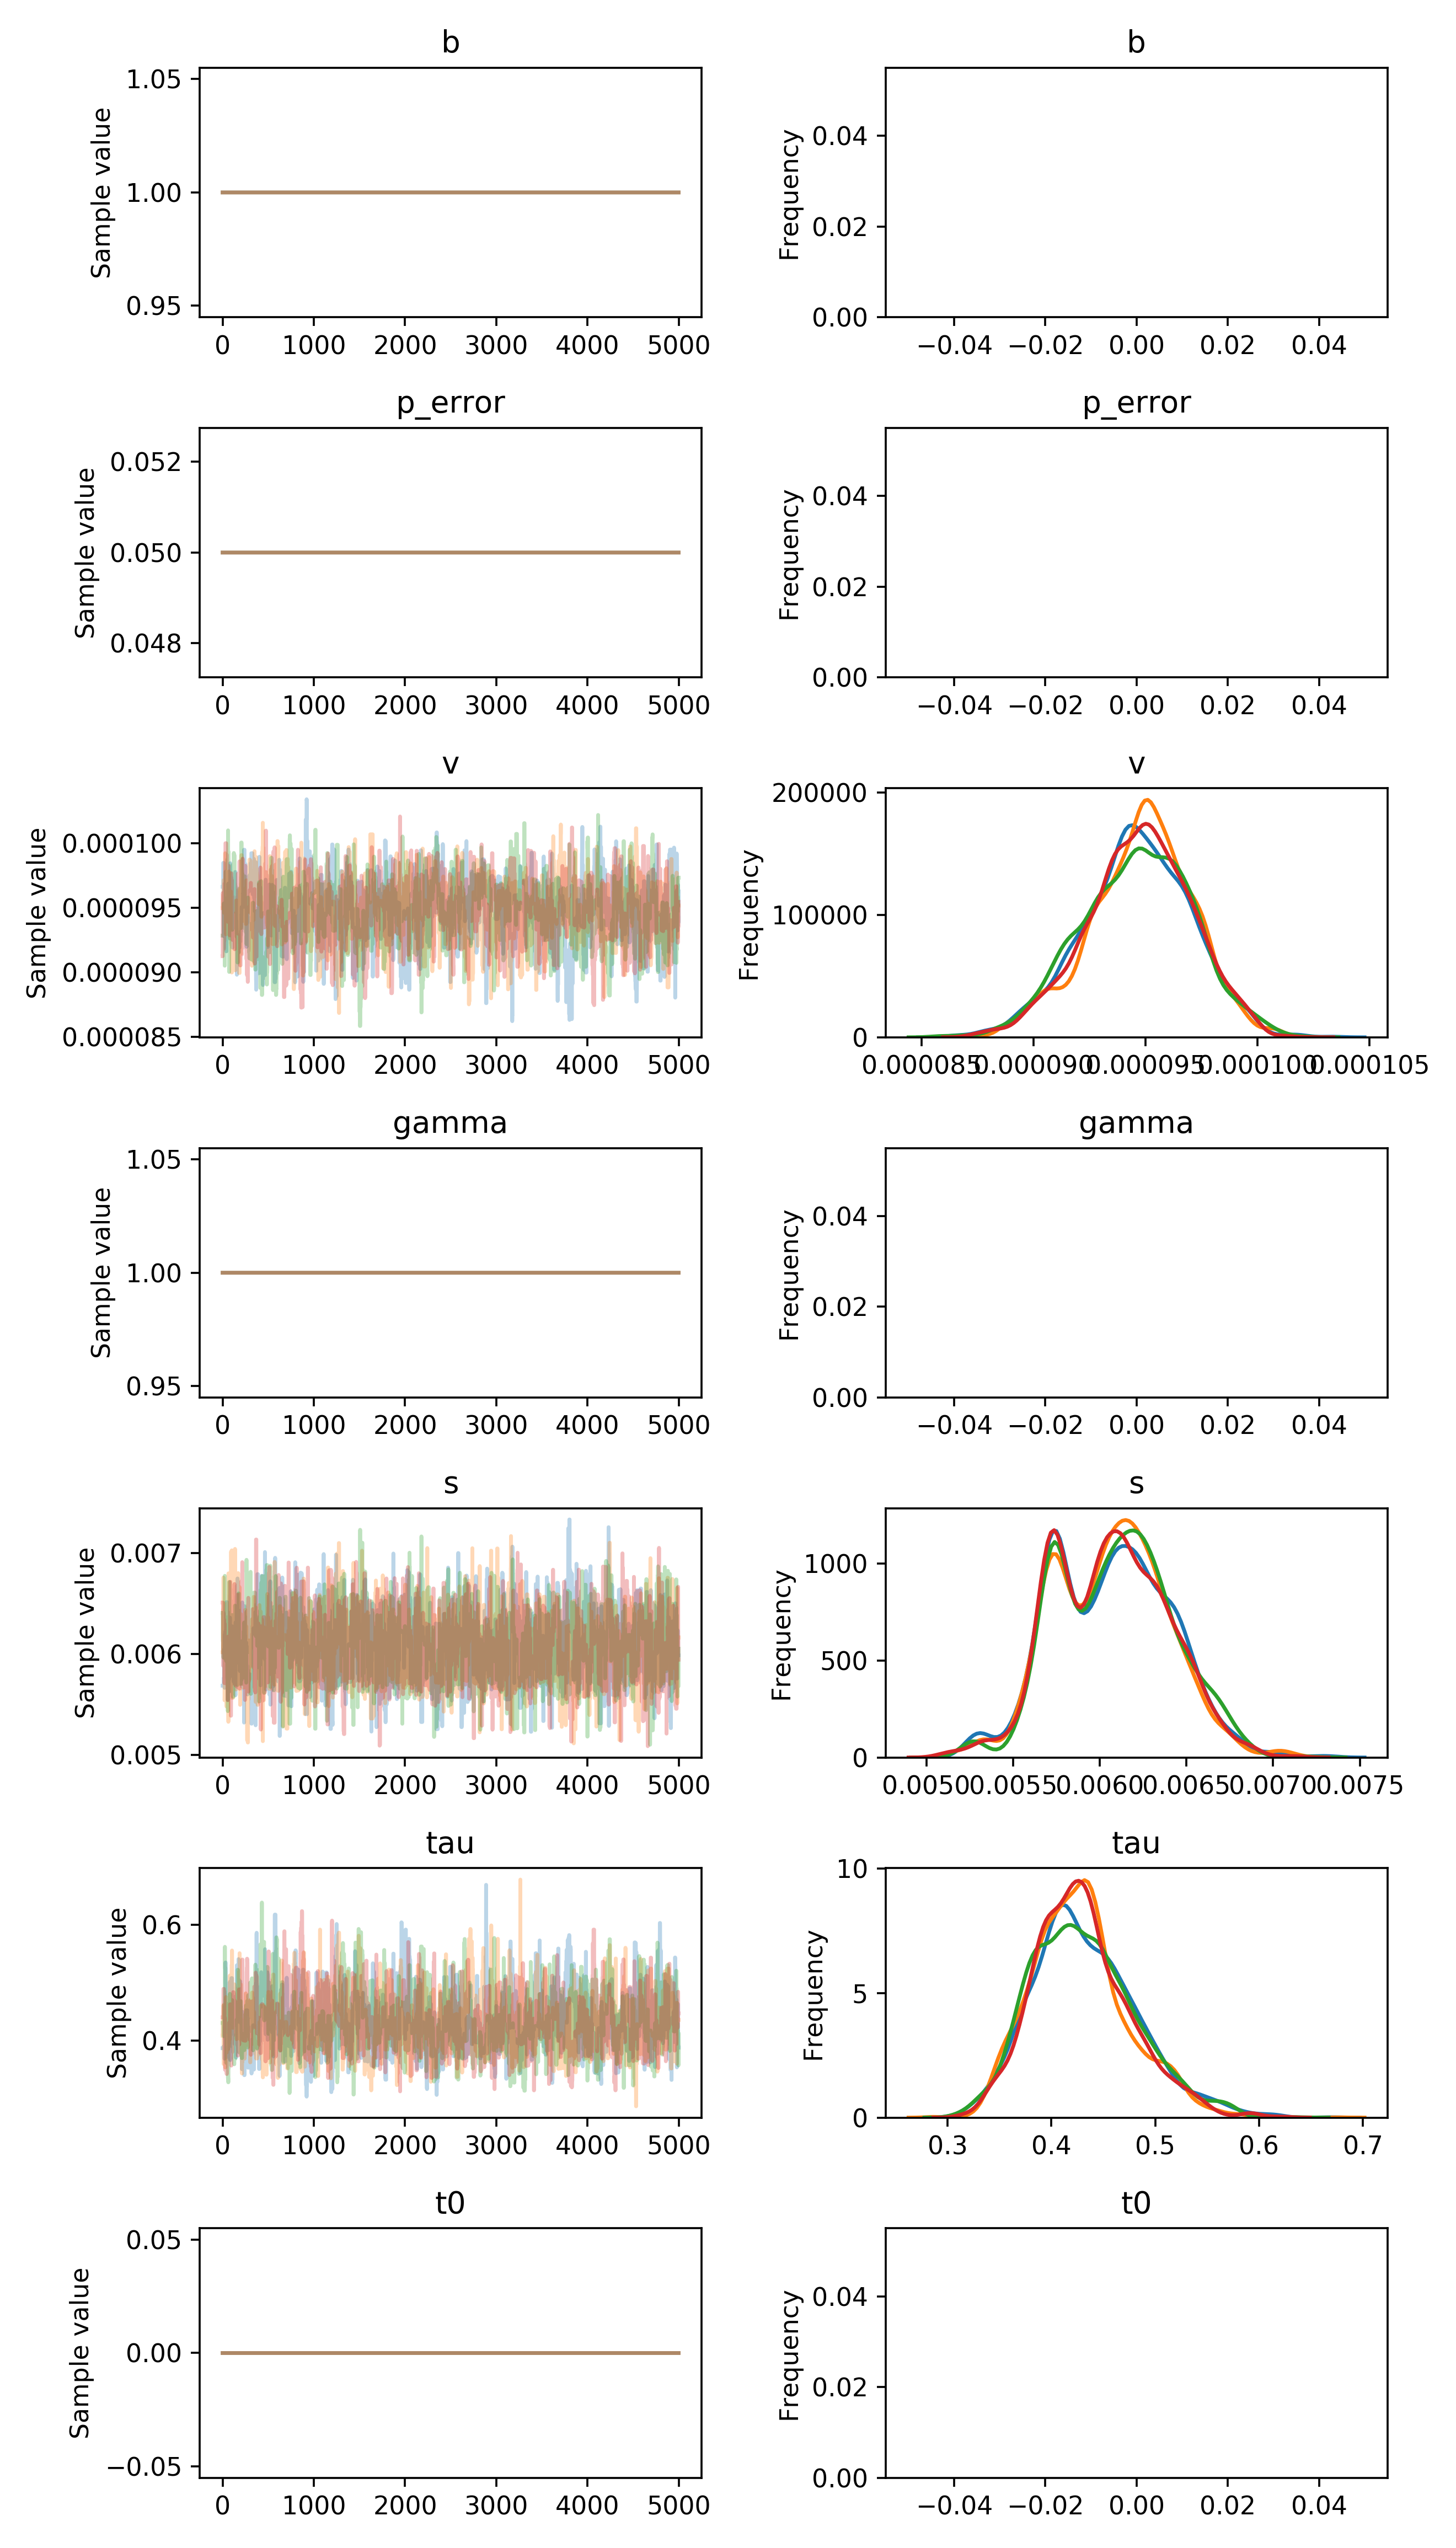 b
b
Sample value
1.05
1.00
0.95
0 1000 2000 3000 4000 5000
Frequency
0.04
0.02
0.00
−0.04 −0.02 0.00 0.02 0.04
p_error
p_error
Sample value
0.052
0.050
0.048
0 1000 2000 3000 4000 5000
Frequency
0.04
0.02
0.00
−0.04 −0.02 0.00 0.02 0.04
v
v
Sample value
0.000100
0.000095
0.000090
0.000085
0 1000 2000 3000 4000 5000
Frequency
200000
100000
0
0.000085 0.000090 0.000095 0.000100 0.000105
gamma
gamma
Sample value
1.05
1.00
0.95
0 1000 2000 3000 4000 5000
Frequency
0.04
0.02
0.00
−0.04 −0.02 0.00 0.02 0.04
s
s
Sample value
0.007
0.006
0.005
0 1000 2000 3000 4000 5000
Frequency
1000
500
0
0.0050 0.0055 0.0060 0.0065 0.0070 0.0075
tau
tau
Sample value
0.6
0.4
0 1000 2000 3000 4000 5000
Frequency
10
5
0
0.3 0.4 0.5 0.6 0.7
t0
t0
Sample value
0.05
0.00
−0.05
0 1000 2000 3000 4000 5000
Frequency
0.04
0.02
0.00
−0.04 −0.02 0.00 0.02 0.04